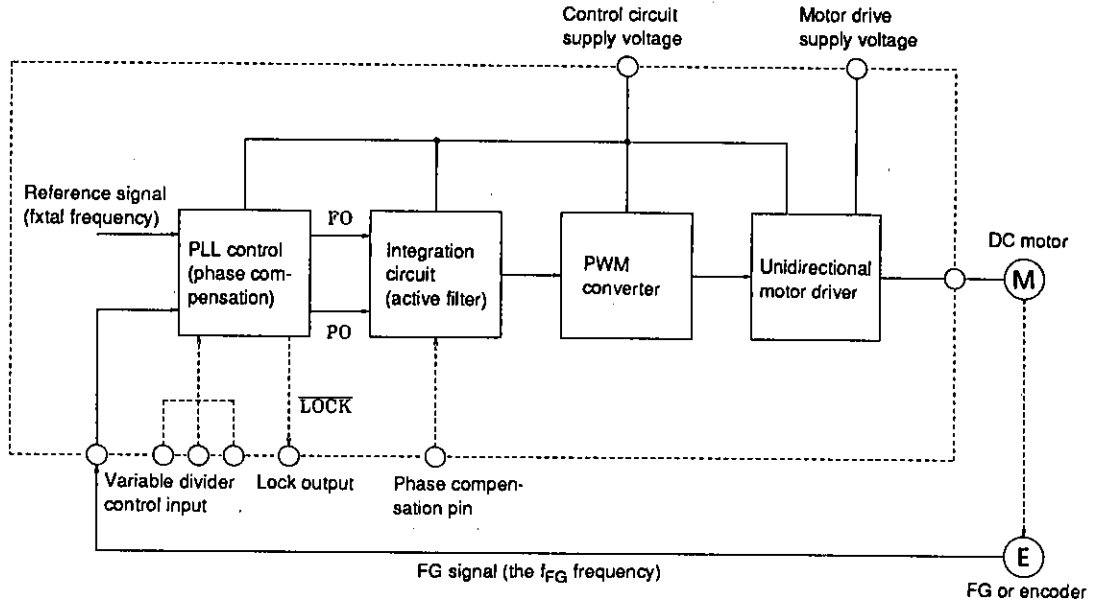 Control circuit
supply voltage
Motor drive
supply voltage
Reference signal
(fxtal frequency)
PLL control
(phase com-
pensation)
FO
PO
Integration
circuit
(active filter)
PWM
converter
Unidirectional
motor driver
DC motor
M
LOCK
Variable divider
control input
Lock output
Phase compen-
sation pin
FG signal (the fFG frequency)
E
FG or encoder